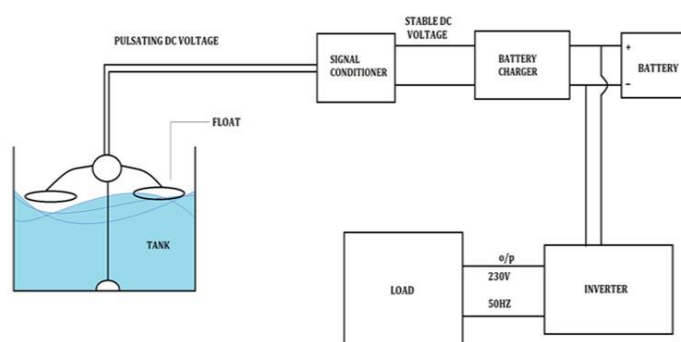 PULSATING DC VOLTAGE
STABLE DC
VOLTAGE
SIGNAL
CONDITIONER
BATTERY
CHARGER
+
BATTERY
−
FLOAT
TANK
LOAD
o/p
230V
50HZ
INVERTER